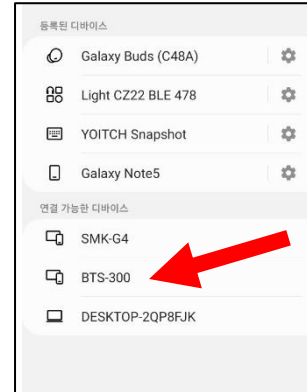 등록된 디바이스
Galaxy Buds (C48A)
Light CZ22 BLE 478
YOITCH Snapshot
Galaxy Note5
연결 가능한 디바이스
SMK-G4
BTS-300
DESKTOP-2QP8FJK